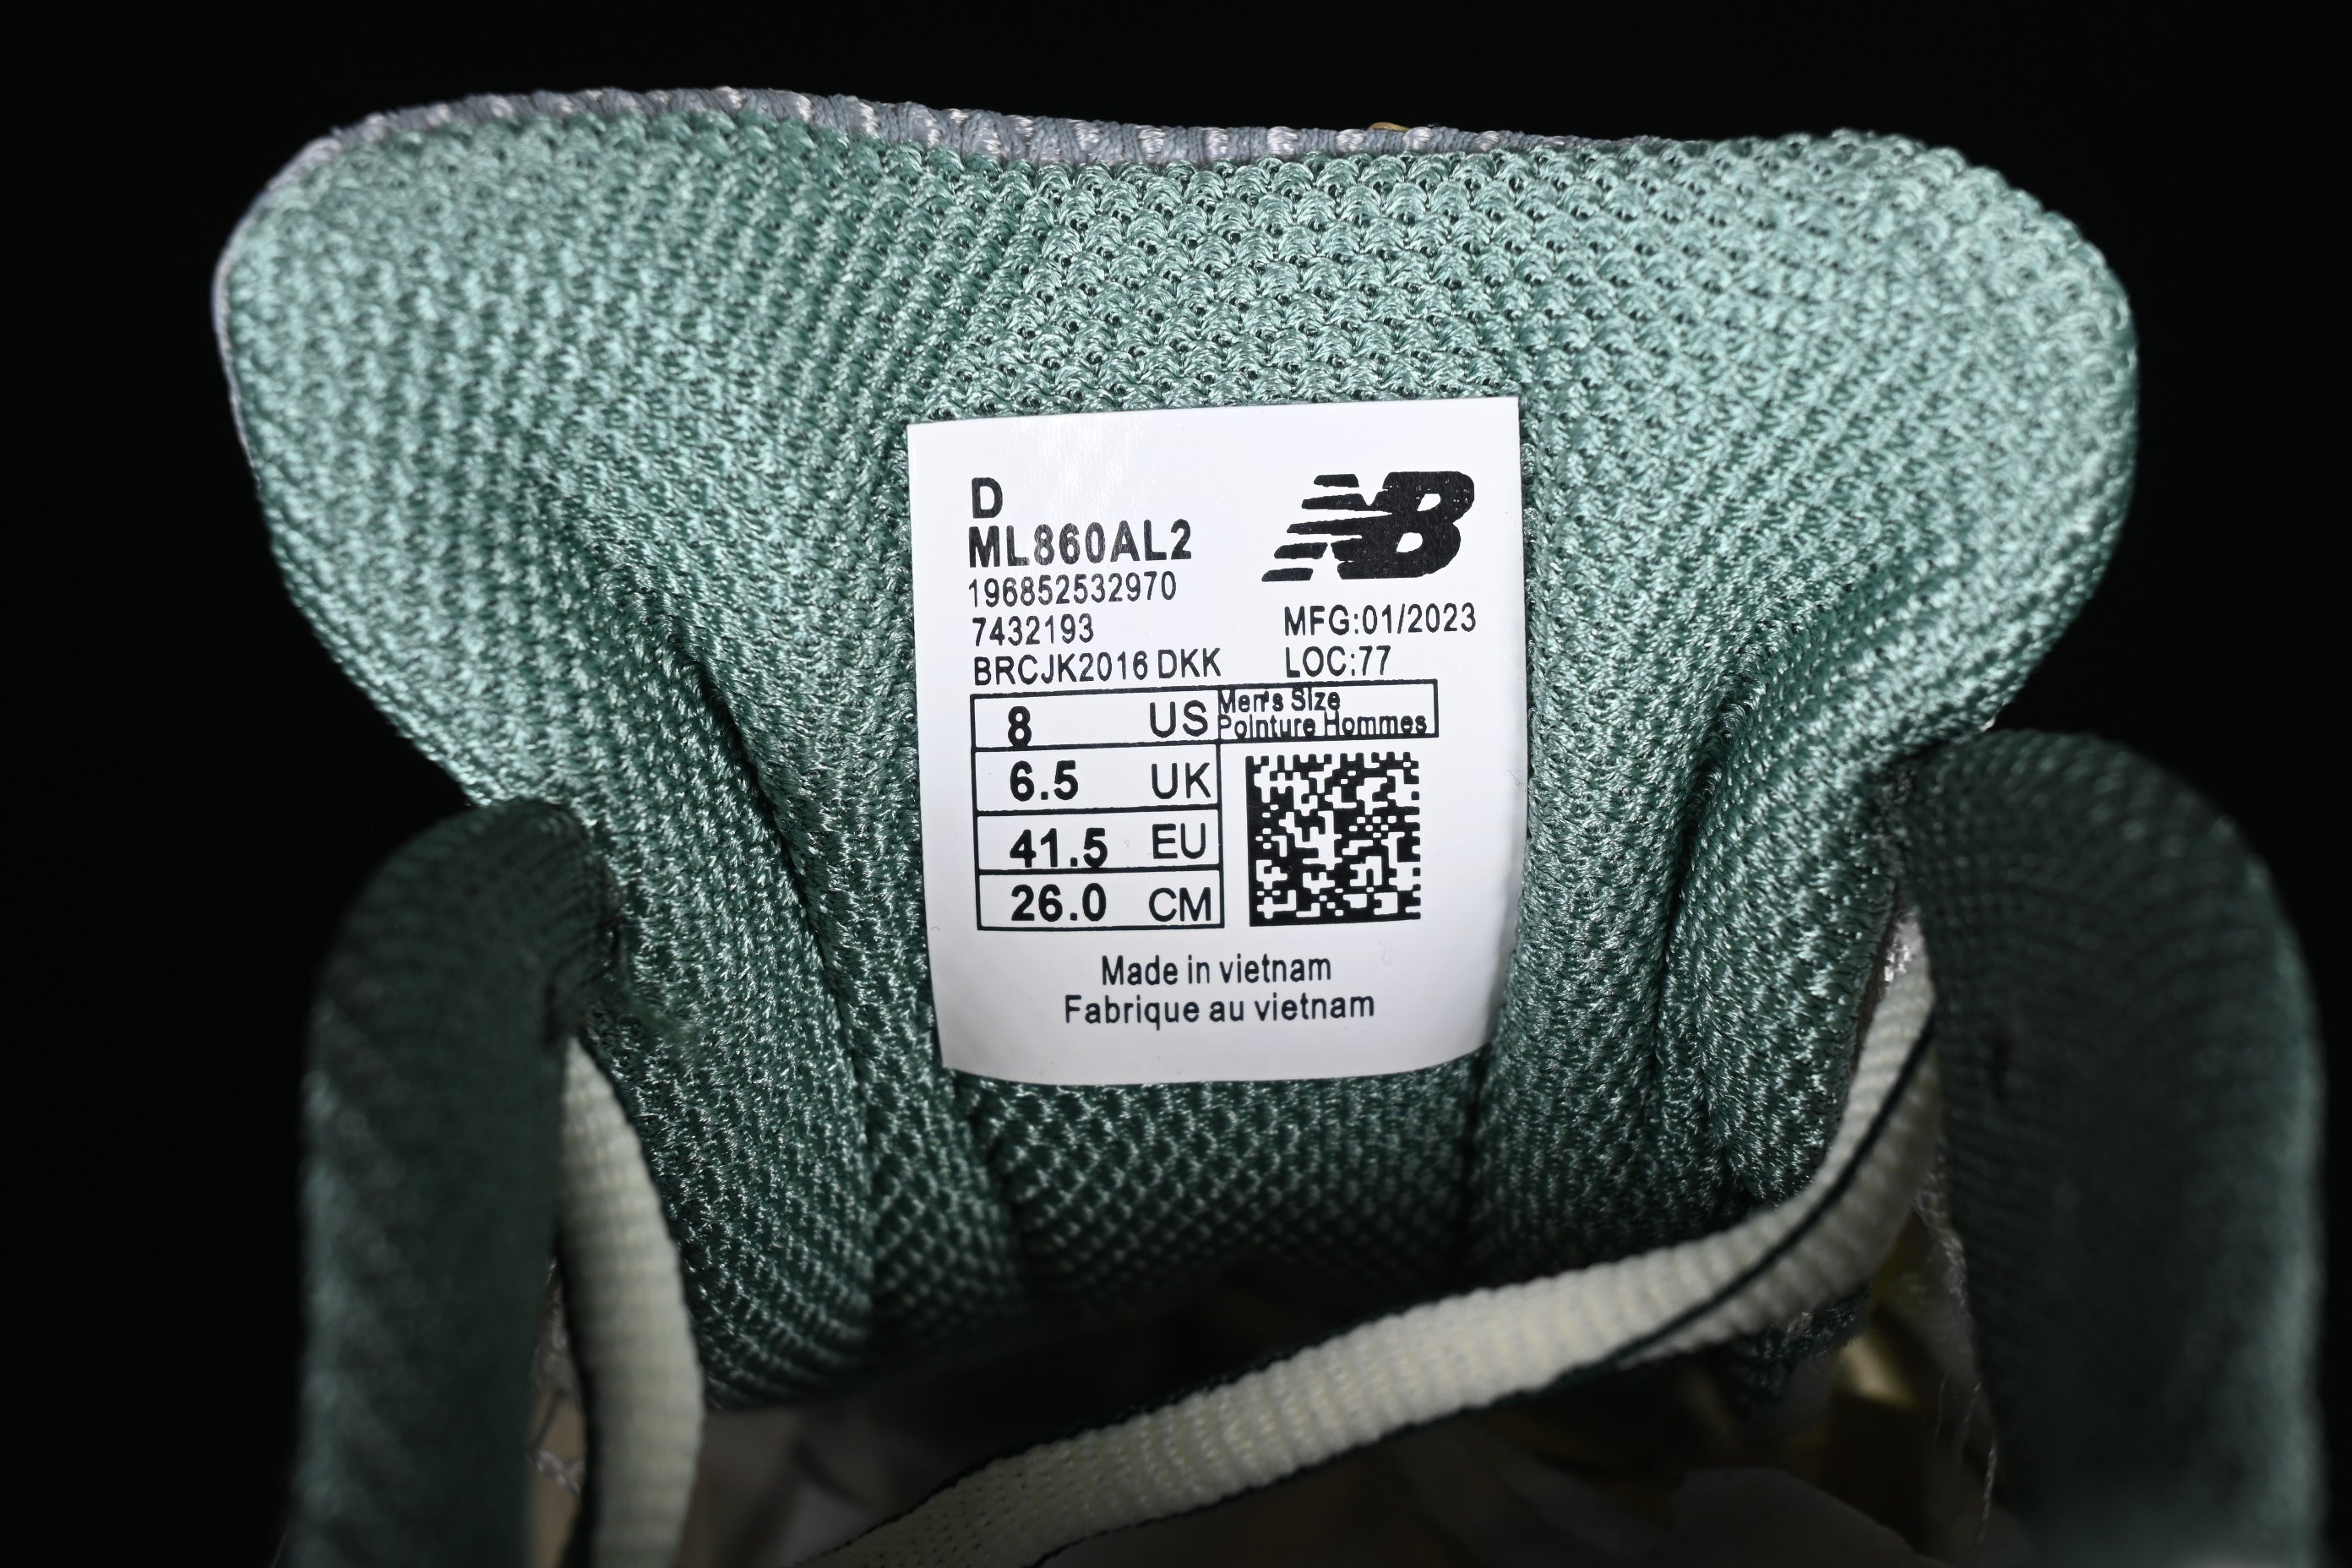 D
ML860AL2
NB
196852532970
7432193
MFG:01/2023
BRCJK2016 DKK
LOC:77
8 US
Men's Size
Pointure Hommes
6.5 UK
41.5 EU
26.0 CM
Made in vietnam
Fabrique au vietnam